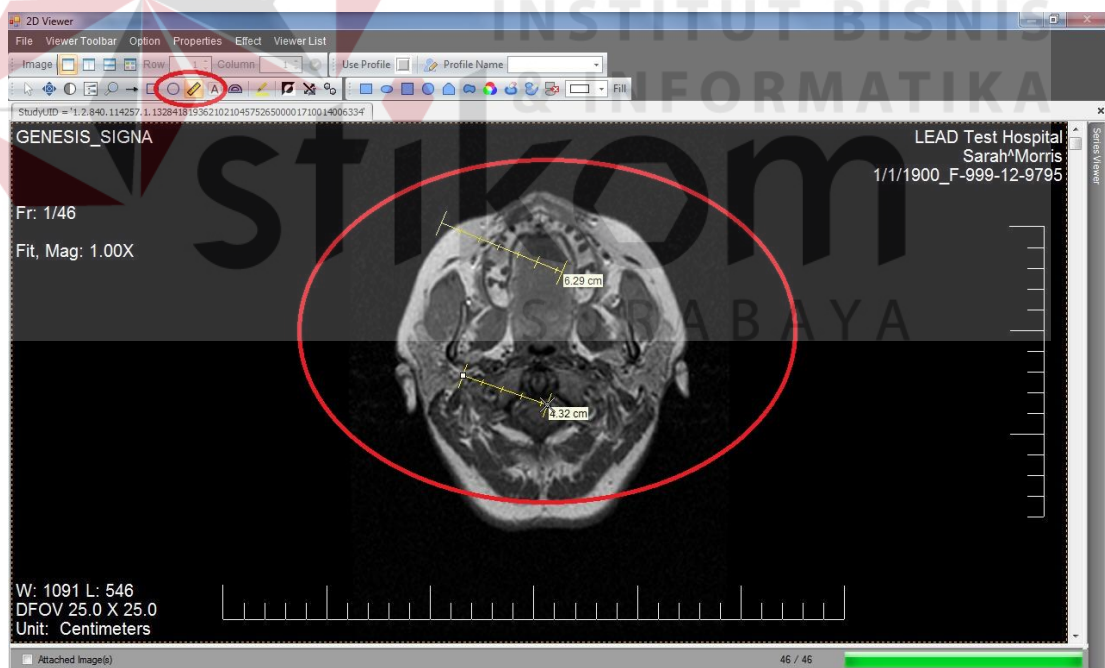 INSTITUT BISNIS
& INFORMATIKA
stikom
SURABAYA
2D Viewer
File Viewer Toolbar Option Properties Effect Viewer List
Image Row 1 Column 1 Use Profile Profile Name
A Fill
StudyUID = '1.2.840.114257.1.1328418193621021045752650000171001400633​4'
Series Viewer
GENESIS_SIGNA
LEAD Test Hospital
Sarah^Morris
1/1/1900_F-999-12-9795
Fr: 1/46
Fit, Mag: 1.00X
6.29 cm
4.32 cm
W: 1091 L: 546
DFOV 25.0 X 25.0
Unit: Centimeters
Attached Image(s)
46 / 46